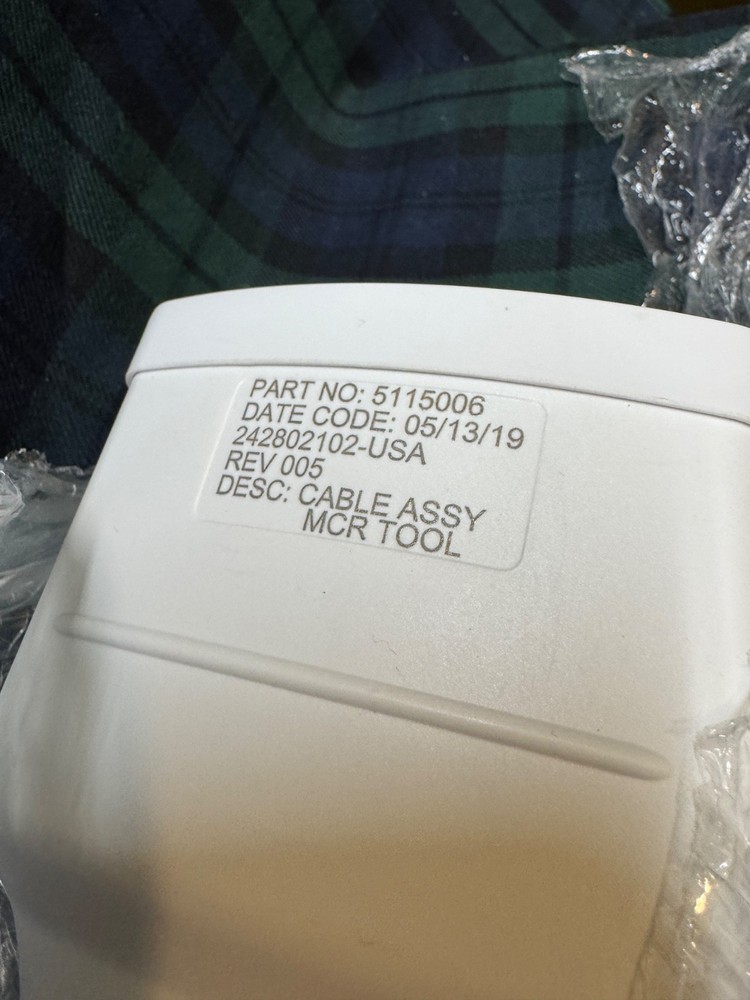 PART NO: 5115006
DATE CODE: 05/13/19
242802102-USA
REV 005
DESC: CABLE ASSY
MCR TOOL